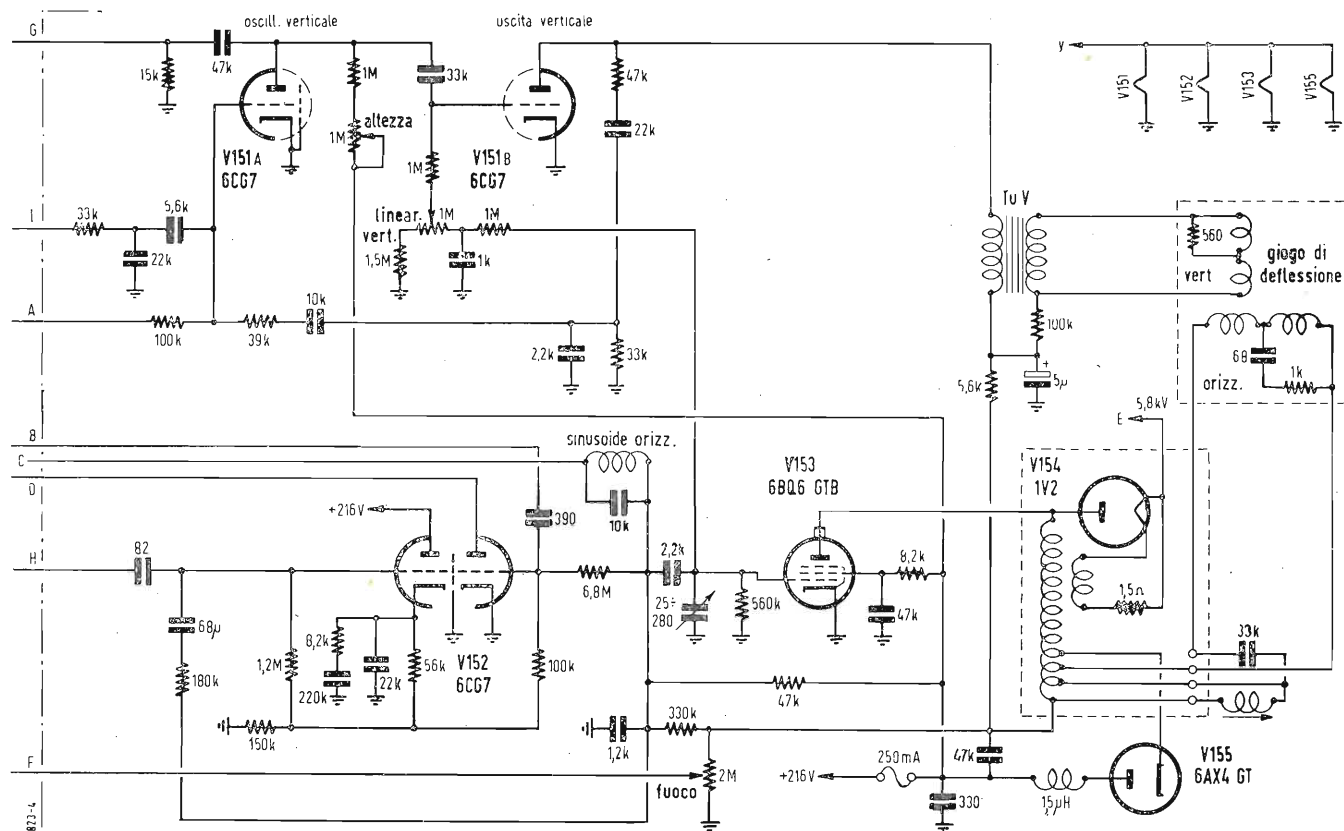 oscill. verticale
uscita verticale
G
47k
15k
1M
33k
47k
y
V151
V152
V153
V155
altezza
1M
22k
V151A
6CG7
1M
V151B
6CG7
I
33k
5,6k
22k
linear.
vert.
1M
1M
1,5M
1k
TuV
560
vert
giogo di
deflessione
A
100k
39k
10k
2,2k
33k
100k
68
1k
orizz.
5,6k
+
5µ
5,8kV
E
B
C
sinusoide orizz.
D
V153
6BQ6 GTB
V154
1V2
+216V
390
10k
H
82
2,2k
8,2k
6,8M
25÷
280
560k
47k
1,5Ω
68µ
8,2k
1,2M
56k
V152
6CG7
100k
180k
220k
22k
33k
47k
330k
150k
1,2k
F
fuoco
2M
+216V
250mA
47k
V155
6AX4 GT
330
15µH
823-4